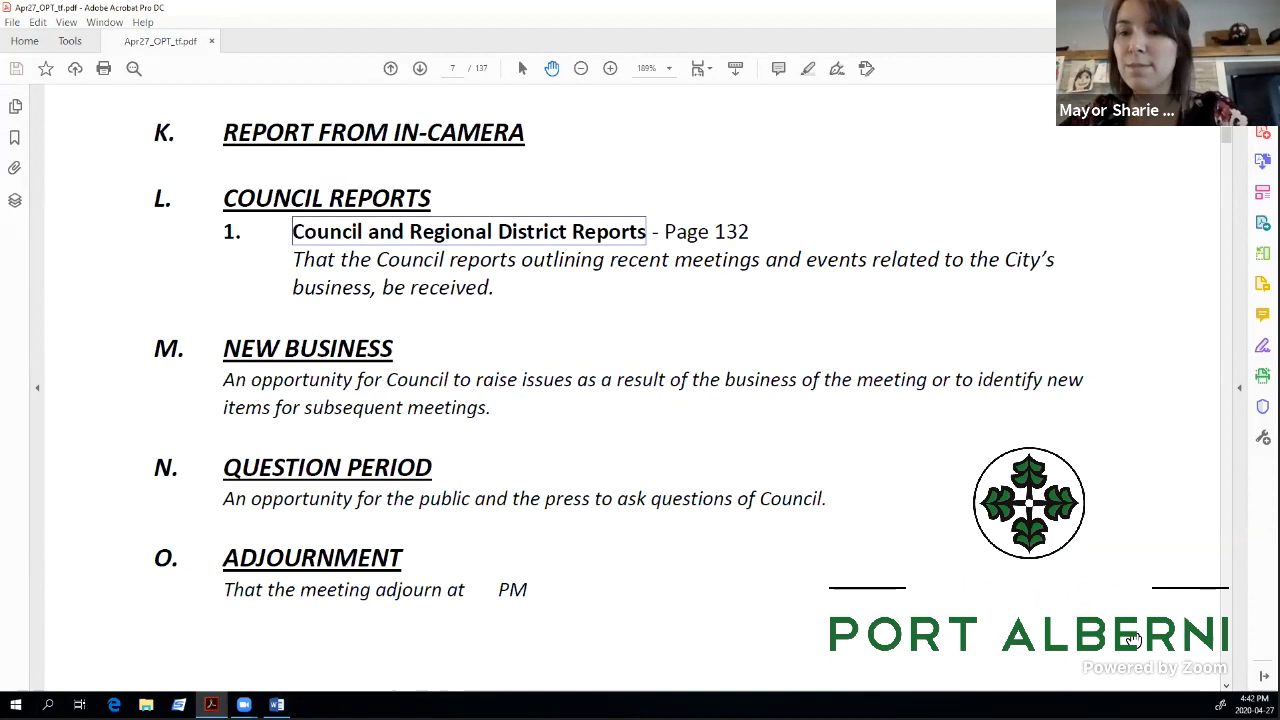 Apr27_OPT_tf.pdf - Adobe Acrobat Pro DC
File Edit View Window Help
Home Tools Apr27_OPT_tf.pdf ×
7 / 137 189%
Mayor Sharie ...
K. REPORT FROM IN-CAMERA
L. COUNCIL REPORTS
1. Council and Regional District Reports - Page 132
That the Council reports outlining recent meetings and events related to the City's
business, be received.
M. NEW BUSINESS
An opportunity for Council to raise issues as a result of the business of the meeting or to identify new
items for subsequent meetings.
N. QUESTION PERIOD
An opportunity for the public and the press to ask questions of Council.
O. ADJOURNMENT
That the meeting adjourn at PM
PORT ALBERNI
Powered by Zoom
4:42 PM
2020-04-27